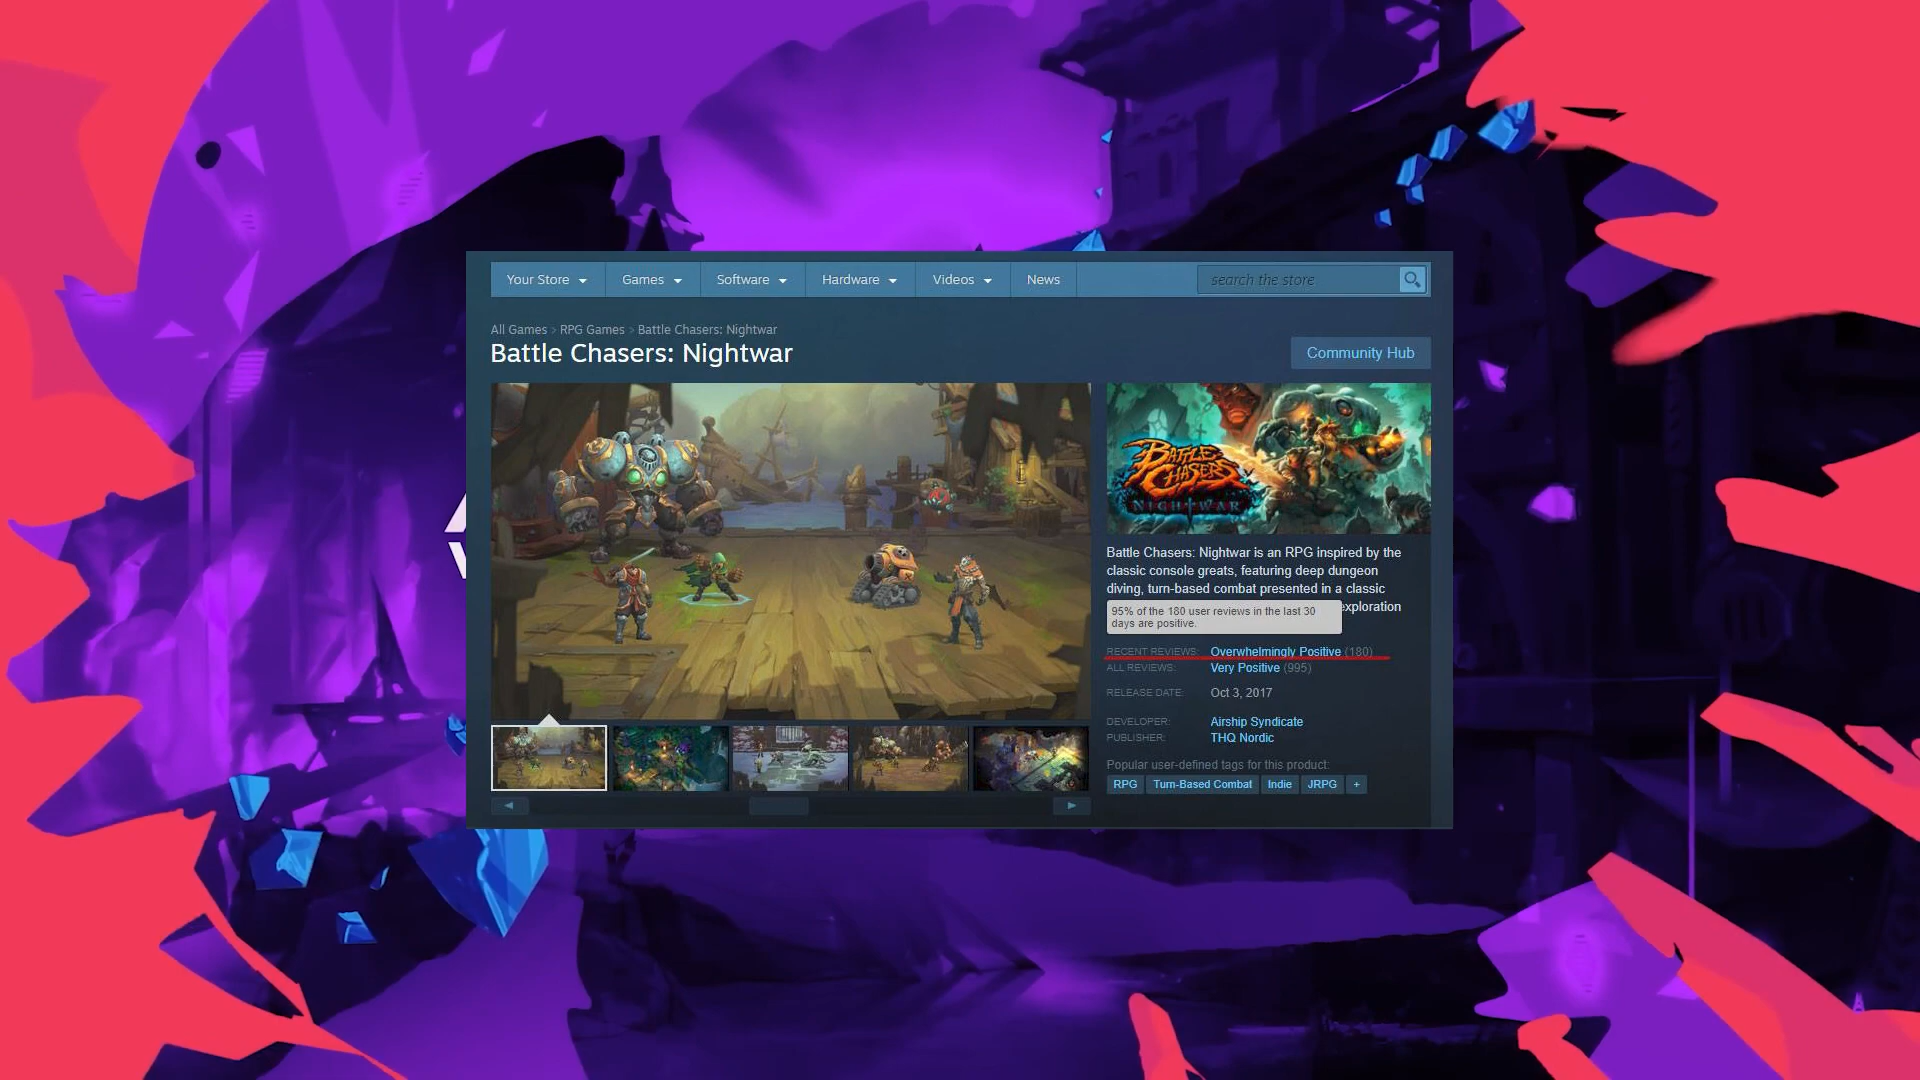 Your Store
Games
Software
Hardware
Videos
News
search the store
All Games > RPG Games > Battle Chasers: Nightwar
Battle Chasers: Nightwar
Community Hub
BATTLE
CHASERS
NIGHTWAR
Battle Chasers: Nightwar is an RPG inspired by the
classic console greats, featuring deep dungeon
diving, turn-based combat presented in a classic
exploration
95% of the 180 user reviews in the last 30
days are positive.
RECENT REVIEWS: Overwhelmingly Positive (180)
ALL REVIEWS: Very Positive (995)
RELEASE DATE: Oct 3, 2017
DEVELOPER: Airship Syndicate
PUBLISHER: THQ Nordic
Popular user-defined tags for this product:
RPG Turn-Based Combat Indie JRPG +